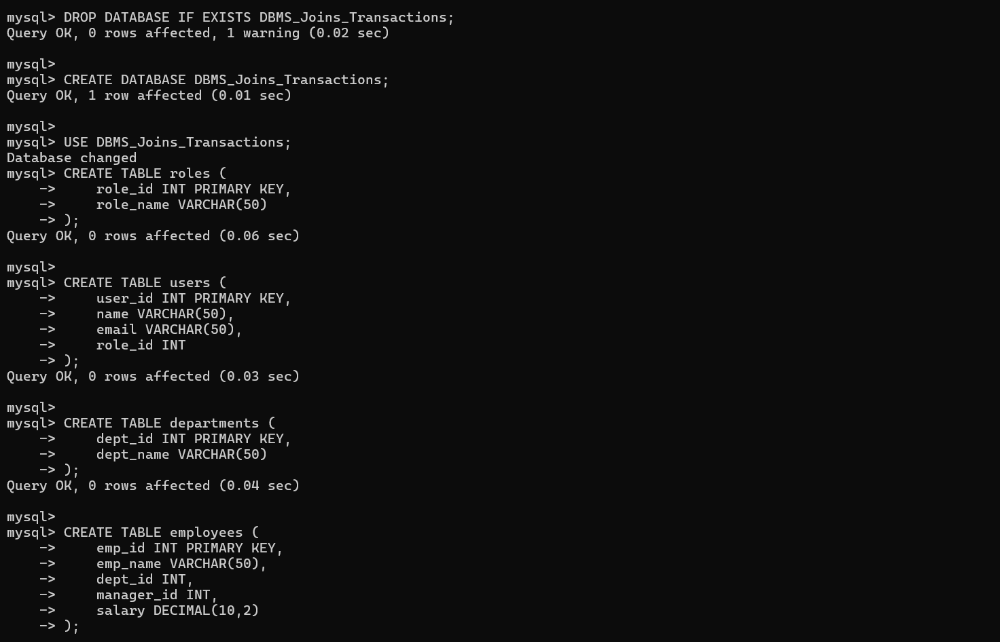 mysql> DROP DATABASE IF EXISTS DBMS_Joins_Transactions;
Query OK, 0 rows affected, 1 warning (0.02 sec)
mysql>
mysql> CREATE DATABASE DBMS_Joins_Transactions;
Query OK, 1 row affected (0.01 sec)
mysql>
mysql> USE DBMS_Joins_Transactions;
Database changed
mysql> CREATE TABLE roles (
    ->     role_id INT PRIMARY KEY,
    ->     role_name VARCHAR(50)
    -> );
Query OK, 0 rows affected (0.06 sec)
mysql>
mysql> CREATE TABLE users (
    ->     user_id INT PRIMARY KEY,
    ->     name VARCHAR(50),
    ->     email VARCHAR(50),
    ->     role_id INT
    -> );
Query OK, 0 rows affected (0.03 sec)
mysql>
mysql> CREATE TABLE departments (
    ->     dept_id INT PRIMARY KEY,
    ->     dept_name VARCHAR(50)
    -> );
Query OK, 0 rows affected (0.04 sec)
mysql>
mysql> CREATE TABLE employees (
    ->     emp_id INT PRIMARY KEY,
    ->     emp_name VARCHAR(50),
    ->     dept_id INT,
    ->     manager_id INT,
    ->     salary DECIMAL(10,2)
    -> );